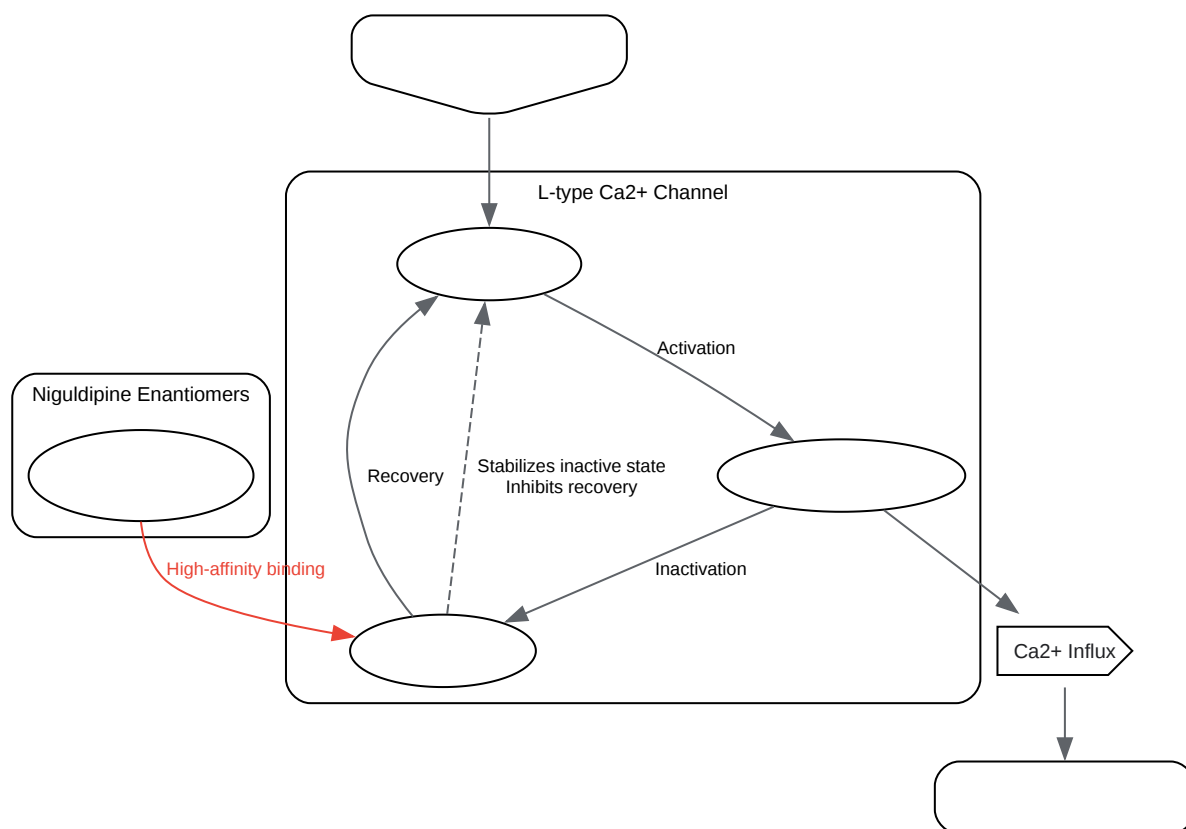 L-type Ca2+ Channel
Activation
Niguldipine Enantiomers
Recovery
Stabilizes inactive state
Inhibits recovery
High-affinity binding
Inactivation
Ca2+ Influx